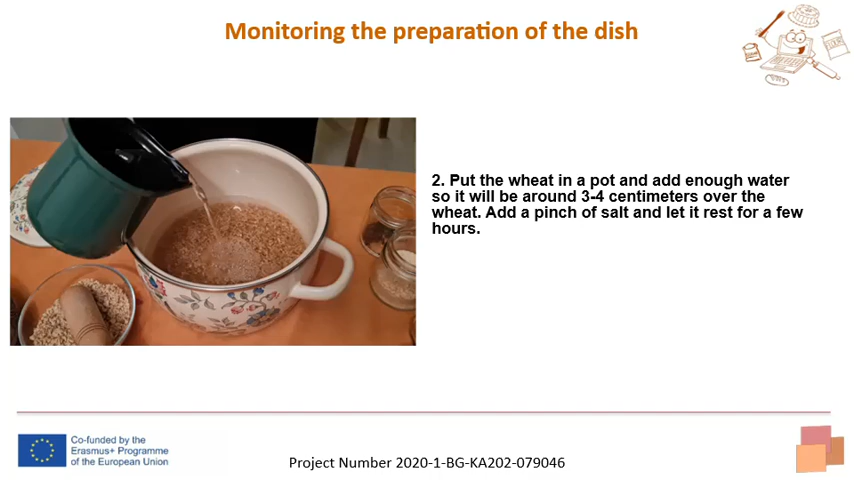 Monitoring the preparation of the dish
2. Put the wheat in a pot and add enough water
so it will be around 3-4 centimeters over the
wheat. Add a pinch of salt and let it rest for a few
hours.
Co-funded by the
Erasmus+ Programme
of the European Union
Project Number 2020-1-BG-KA202-079046